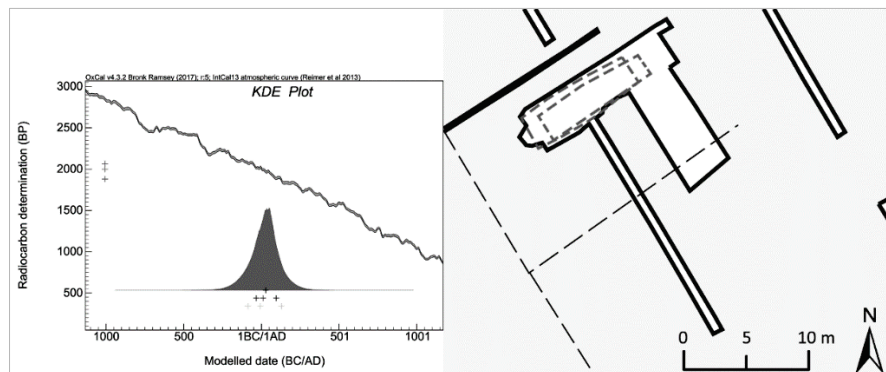 OxCal v4.3.2 Bronk Ramsey (2017); r:5; IntCal13 atmospheric curve (Reimer et al 2013)
KDE Plot
Radiocarbon determination (BP)
3000
2500
2000
1500
1000
500
1000 500 1BC/1AD 501 1001
Modelled date (BC/AD)
N
0 5 10 m